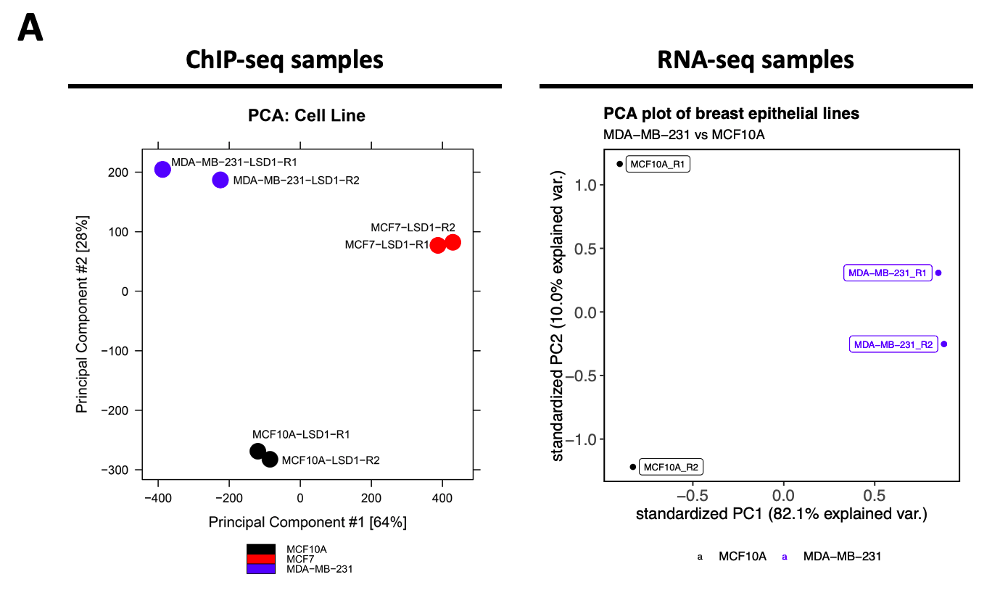 A
ChIP-seq samples
RNA-seq samples
PCA: Cell Line
MDA−MB−231−LSD1−R1
MDA−MB−231−LSD1−R2
MCF7−LSD1−R2
MCF7−LSD1−R1
MCF10A−LSD1−R1
MCF10A−LSD1−R2
200
100
0
−100
−200
−300
Principal Component #2 [28%]
−400
−200
0
200
400
Principal Component #1 [64%]
MCF10A
MCF7
MDA−MB−231
PCA plot of breast epithelial lines
MDA−MB−231 vs MCF10A
MCF10A_R1
MDA−MB−231_R1
MDA−MB−231_R2
MCF10A_R2
1.0
0.5
0.0
−0.5
−1.0
standardized PC2 (10.0% explained var.)
−0.5
0.0
0.5
standardized PC1 (82.1% explained var.)
a MCF10A a MDA−MB−231